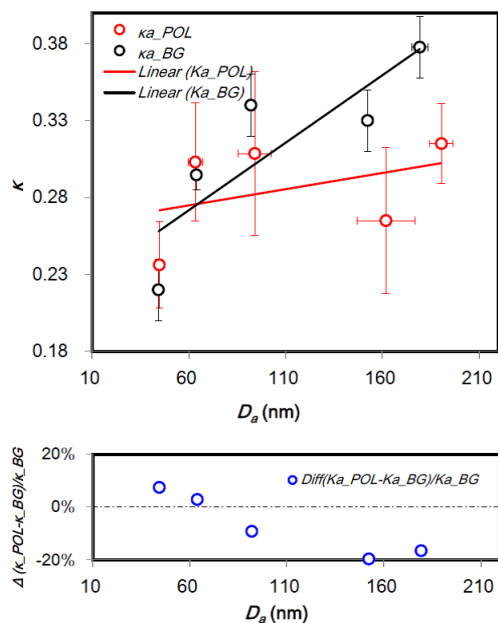 0.38
κa_POL
κa_BG
Linear (Ka_POL)
Linear (Ka_BG)
0.33
κ
0.28
0.23
0.18
10
60
110
160
210
Da (nm)
20%
Diff(Ka_POL-Ka_BG)/Ka_BG
Δ (κ_POL-κ_BG)/κ_BG
0%
-20%
10
60
110
160
210
Da (nm)